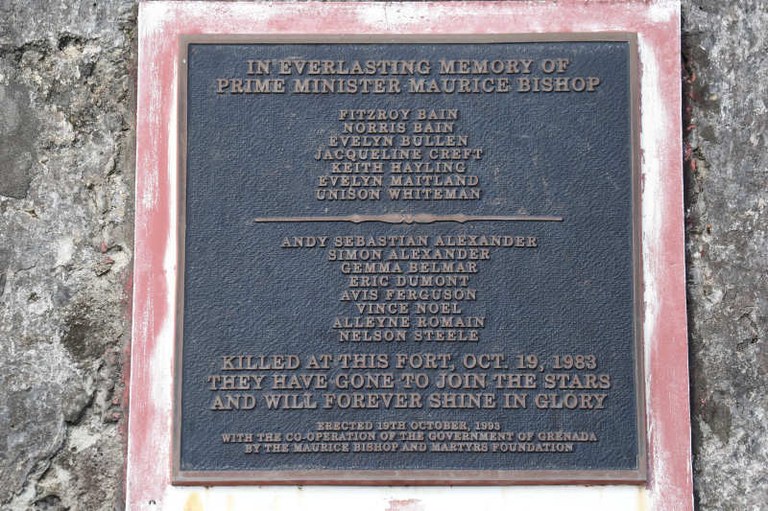 IN EVERLASTING MEMORY OF
PRIME MINISTER MAURICE BISHOP
FITZROY BAIN
NORRIS BAIN
EVELYN BULLEN
JACQUELINE CREFT
KEITH HAYLING
EVELYN MAITLAND
UNISON WHITEMAN
ANDY SEBASTIAN ALEXANDER
SIMON ALEXANDER
GEMMA BELMAR
ERIC DUMONT
AVIS FERGUSON
VINCE NOEL
ALLEYNE ROMAIN
NELSON STEELE
KILLED AT THIS FORT, OCT. 19, 1983
THEY HAVE GONE TO JOIN THE STARS
AND WILL FOREVER SHINE IN GLORY
ERECTED 19TH OCTOBER, 1993
WITH THE CO-OPERATION OF THE GOVERNMENT OF GRENADA
BY THE MAURICE BISHOP AND MARTYRS FOUNDATION